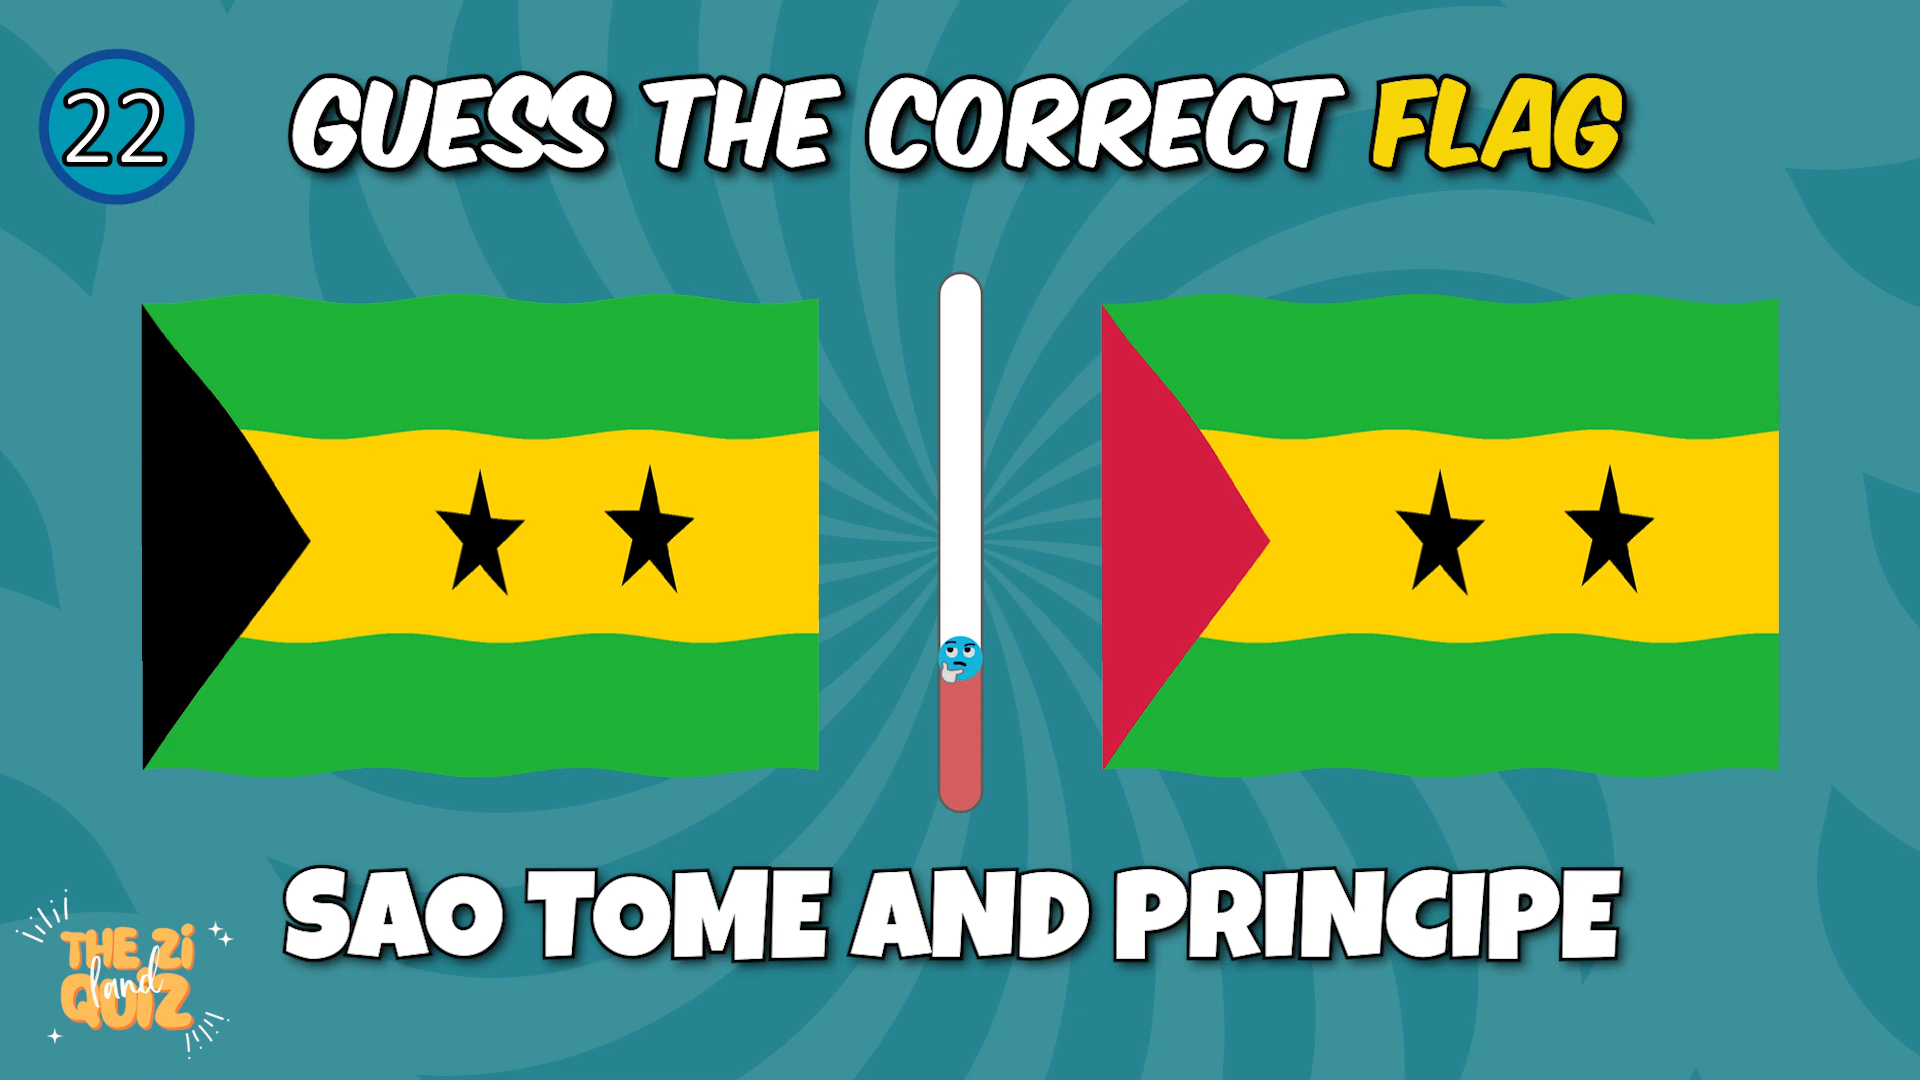 22
GUESS THE CORRECT FLAG
SAO TOME AND PRINCIPE
THE Zi
land
QUIZ